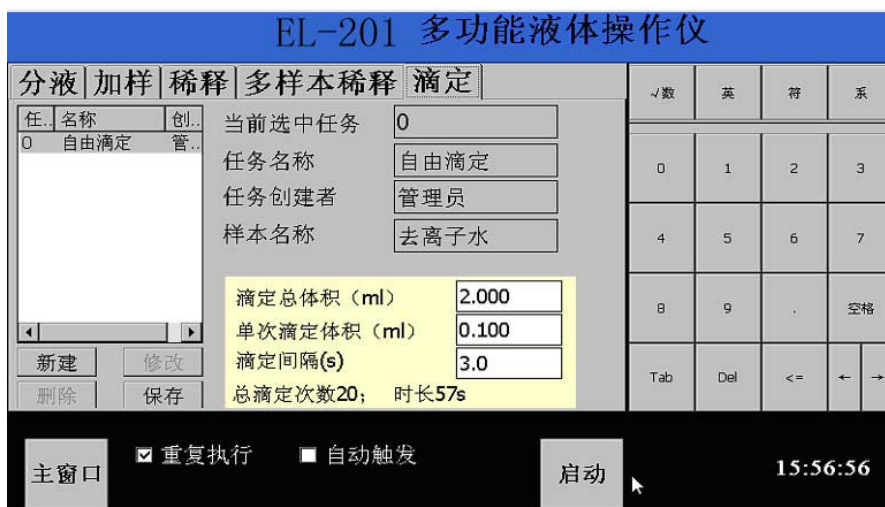 EL-201 多功能液体操作仪
分液 加样 稀释 多样本稀释 滴定
任.. 名称 创..
0 自由滴定 管..
当前选中任务 0
任务名称 自由滴定
任务创建者 管理员
样本名称 去离子水
滴定总体积（ml） 2.000
单次滴定体积（ml） 0.100
滴定间隔(s) 3.0
总滴定次数20； 时长57s
新建 修改
删除 保存
√数 英 符 系
0 1 2 3
4 5 6 7
8 9 . 空格
Tab Del <= ← →
主窗口 重复执行 自动触发 启动 15:56:56